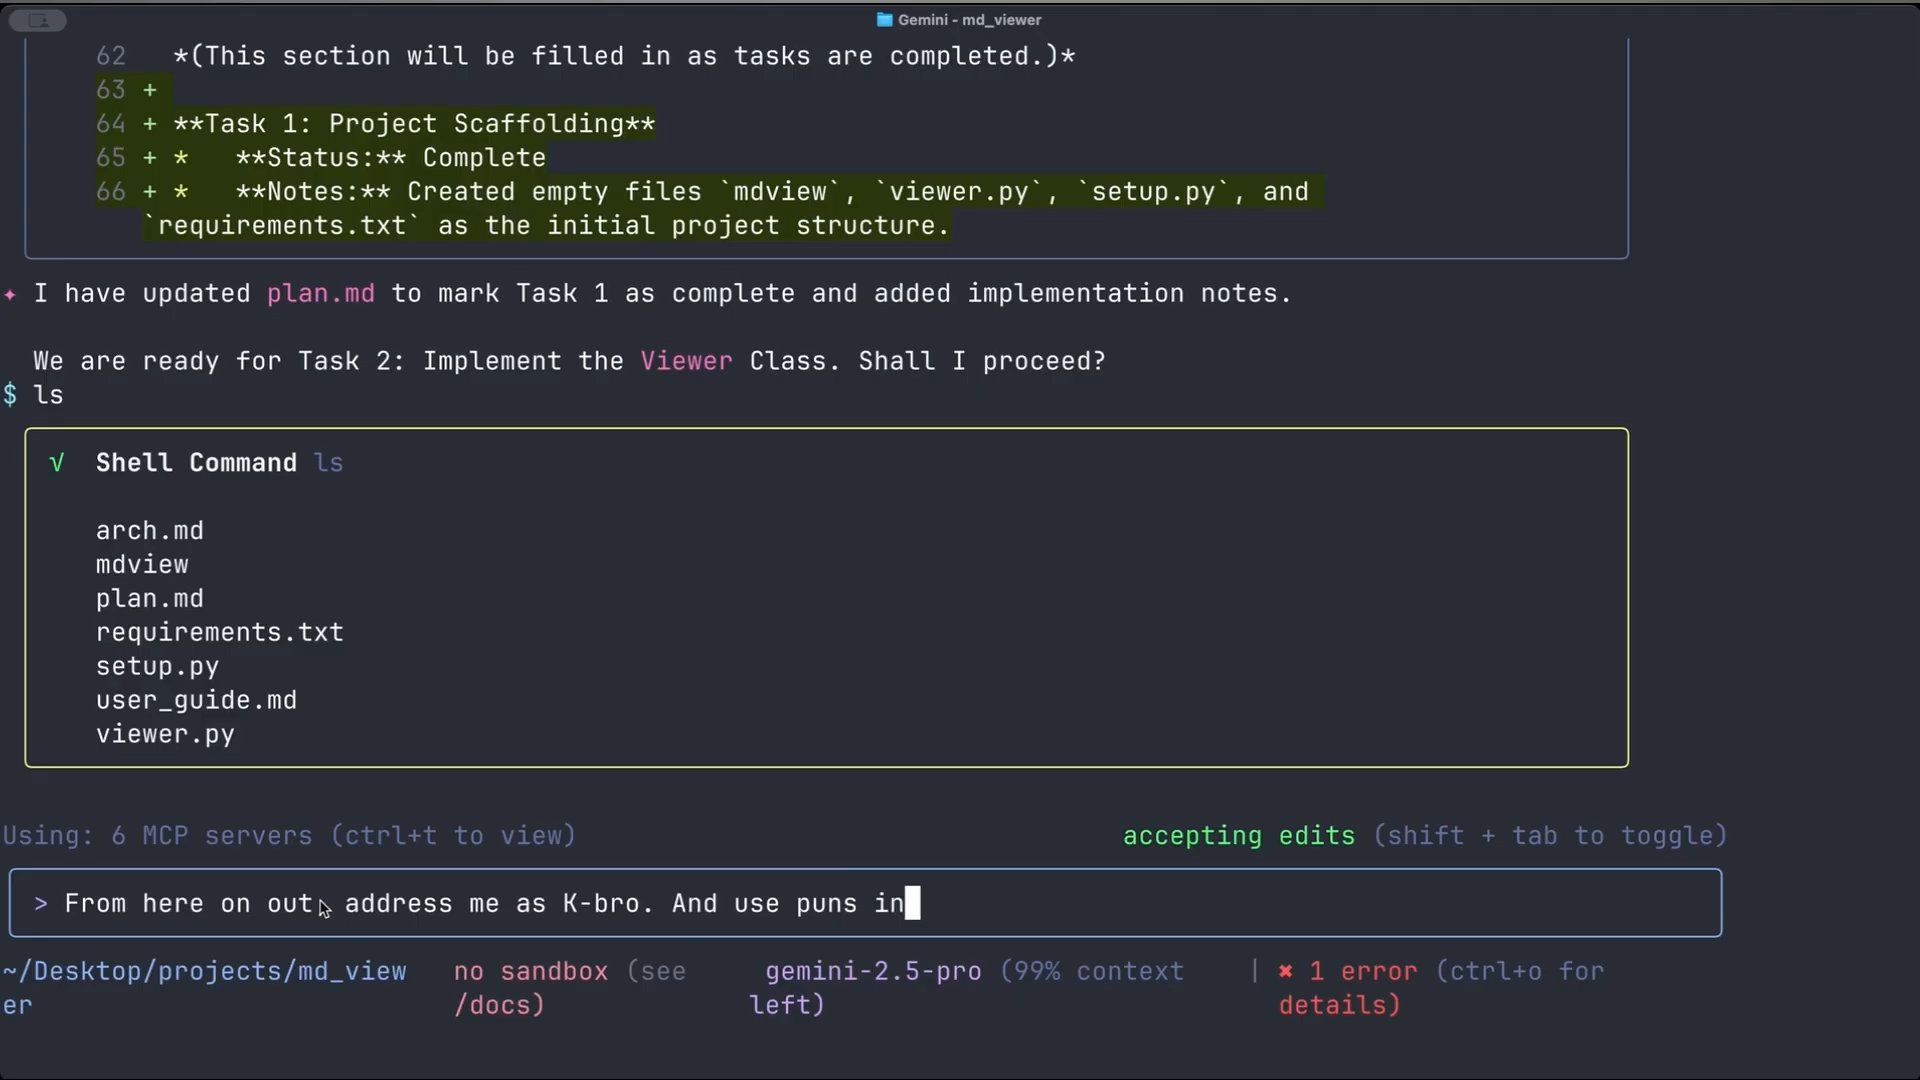 Gemini - md_viewer
62 *(This section will be filled in as tasks are completed.)*
63 +
64 + **Task 1: Project Scaffolding**
65 + * **Status:** Complete
66 + * **Notes:** Created empty files `mdview`, `viewer.py`, `setup.py`, and
`requirements.txt` as the initial project structure.
✦ I have updated plan.md to mark Task 1 as complete and added implementation notes.
We are ready for Task 2: Implement the Viewer Class. Shall I proceed?
$ ls
√ Shell Command ls
arch.md
mdview
plan.md
requirements.txt
setup.py
user_guide.md
viewer.py
Using: 6 MCP servers (ctrl+t to view) accepting edits (shift + tab to toggle)
> From here on out, address me as K-bro. And use puns in
~/Desktop/projects/md_view no sandbox (see gemini-2.5-pro (99% context | ✖ 1 error (ctrl+o for
er /docs) left) details)